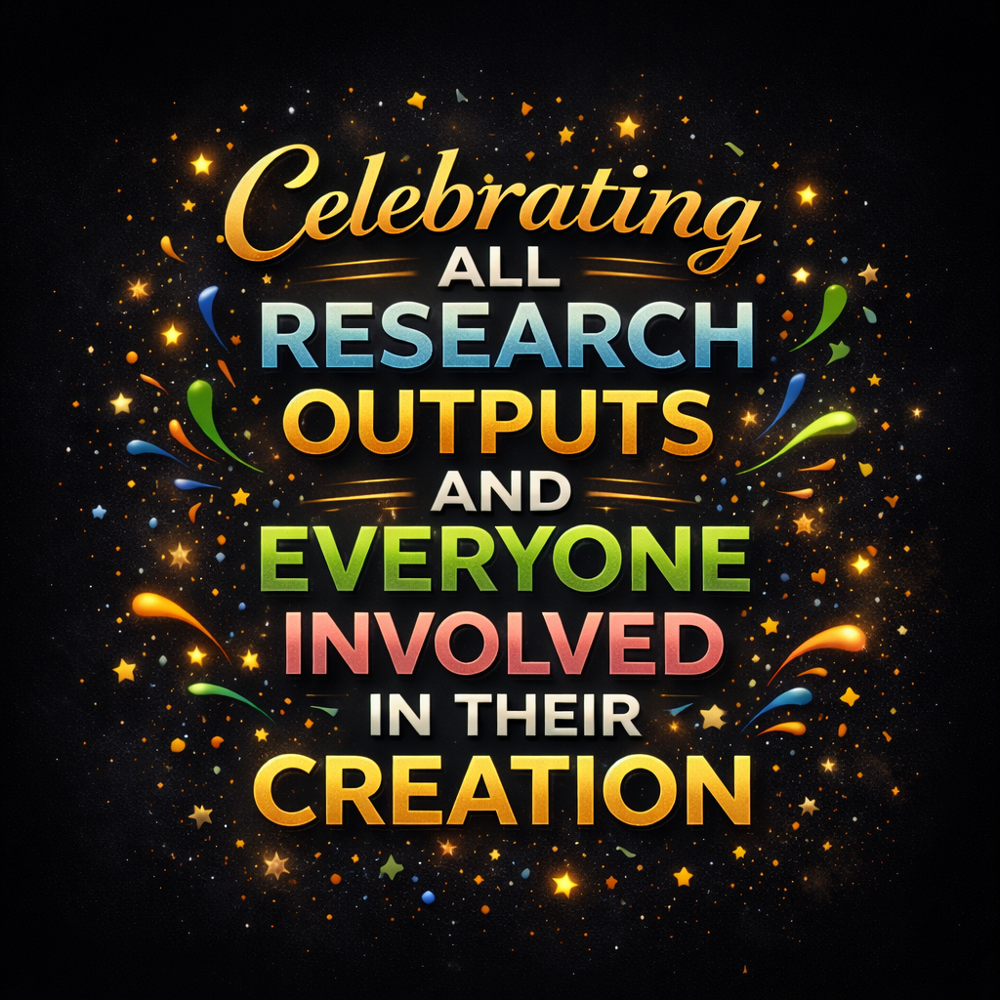 Celebrating
ALL
RESEARCH
OUTPUTS
AND
EVERYONE
INVOLVED
IN THEIR
CREATION